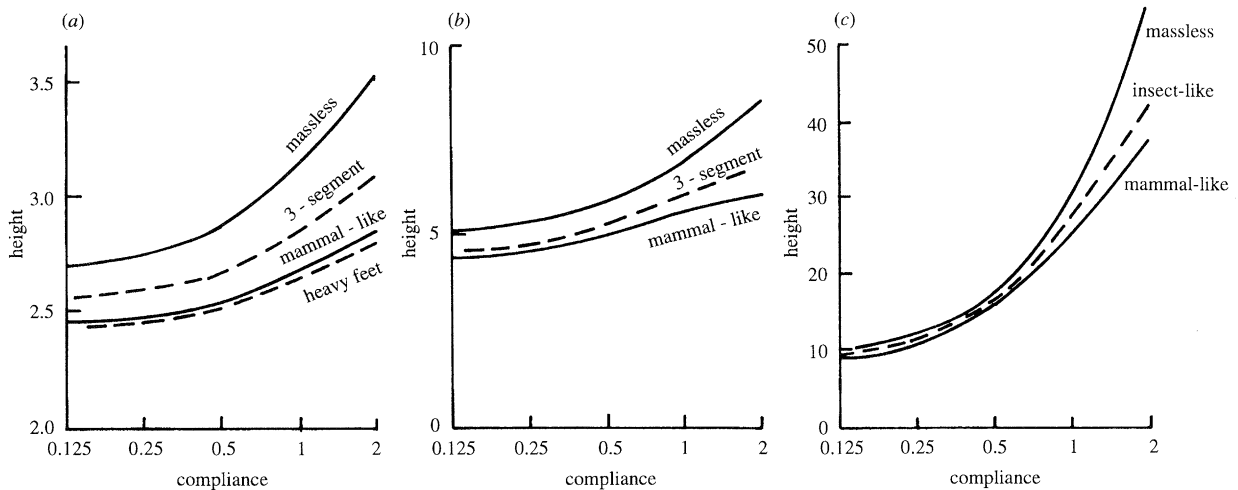 (a)
3.5
3.0
2.5
2.0
height
massless
3 - segment
mammal - like
heavy feet
0.125 0.25 0.5 1 2
compliance
(b)
10
5
0
height
massless
3 - segment
mammal - like
0.125 0.25 0.5 1 2
compliance
(c)
50
40
30
20
10
0
height
massless
insect-like
mammal-like
0.125 0.25 0.5 1 2
compliance